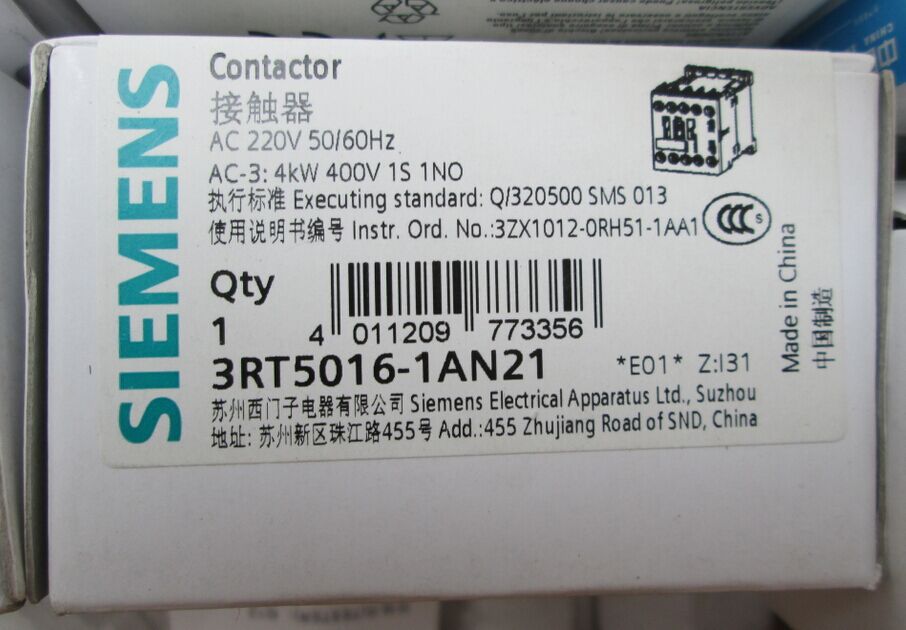 SIEMENS
Contactor
接触器
AC 220V 50/60Hz
AC-3: 4kW 400V 1S 1NO
执行标准 Executing standard: Q/320500 SMS 013
使用说明书编号 Instr. Ord. No.:3ZX1012-0RH51-1AA1
CCC S
Qty
1
4 011209 773356
3RT5016-1AN21 *E01* Z:I31
苏州西门子电器有限公司 Siemens Electrical Apparatus Ltd., Suzhou
地址: 苏州新区珠江路455号 Add.:455 Zhujiang Road of SND, China
Made in China
中国制造
CHINA